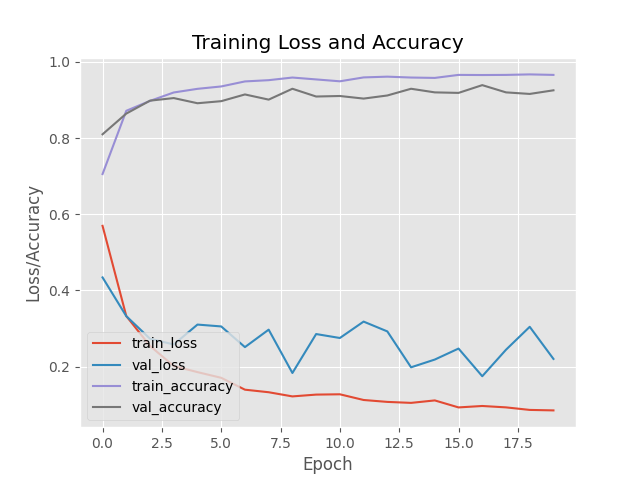 Training Loss and Accuracy
Loss/Accuracy
1.0
0.8
0.6
0.4
0.2
train_loss
val_loss
train_accuracy
val_accuracy
0.0 2.5 5.0 7.5 10.0 12.5 15.0 17.5
Epoch